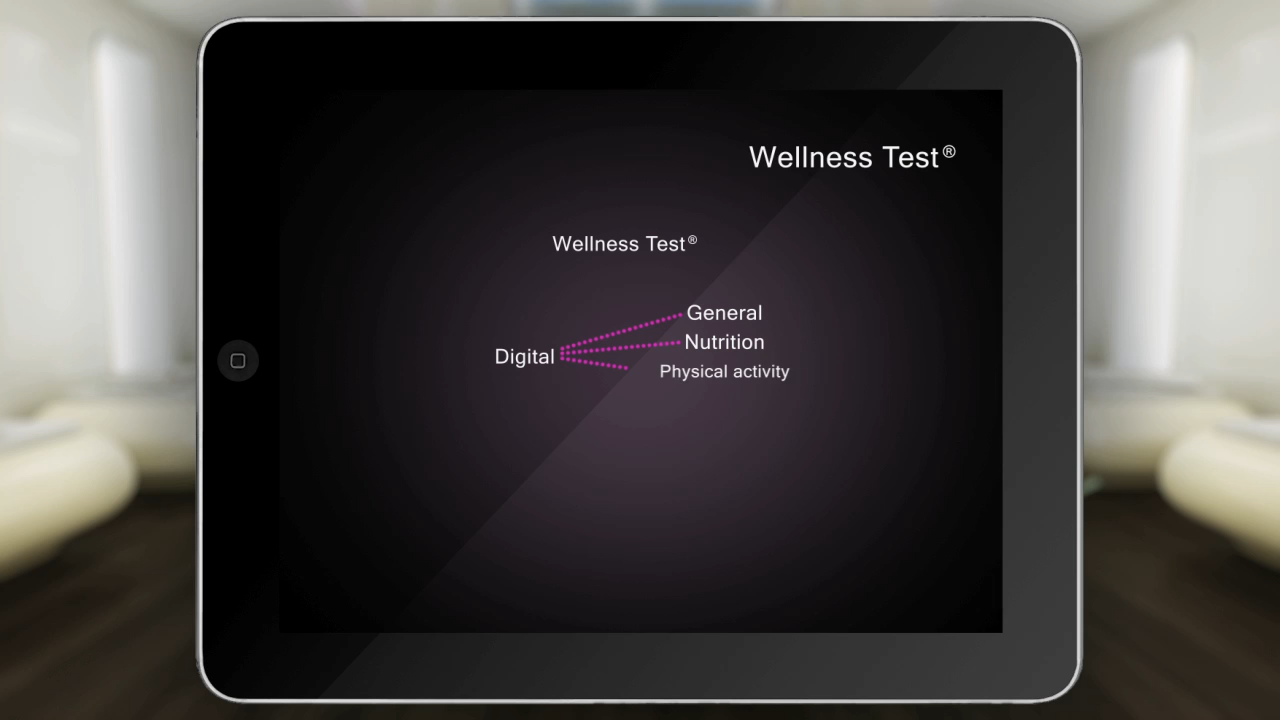 Wellness Test®
Wellness Test®
General
Nutrition
Digital
Physical activity